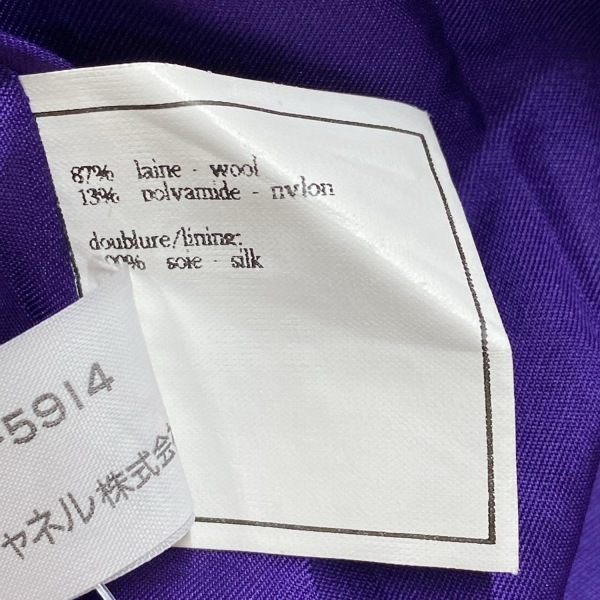 87% laine - wool
13% polyamide - nylon
doublure/lining:
00% soie - silk
-5914
ャネル株式会